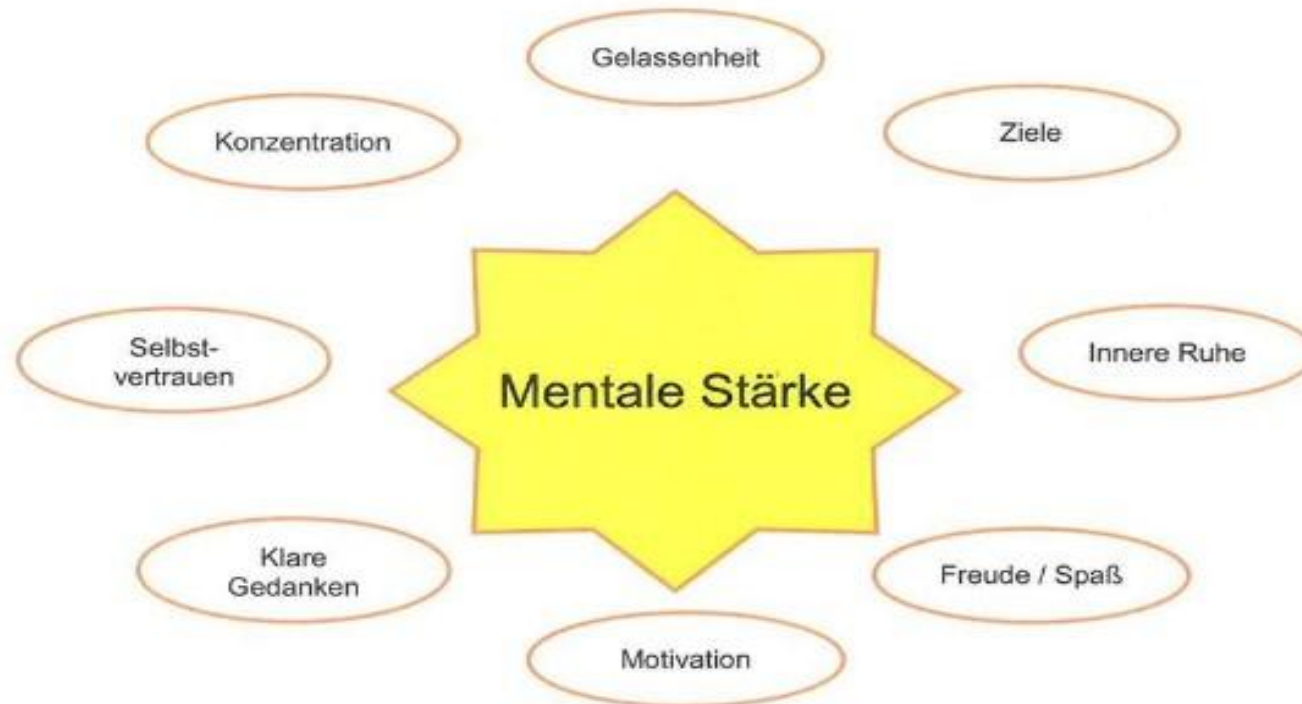 Gelassenheit
Konzentration
Ziele
Selbst-
vertrauen
Mentale Stärke
Innere Ruhe
Klare
Gedanken
Freude / Spaß
Motivation